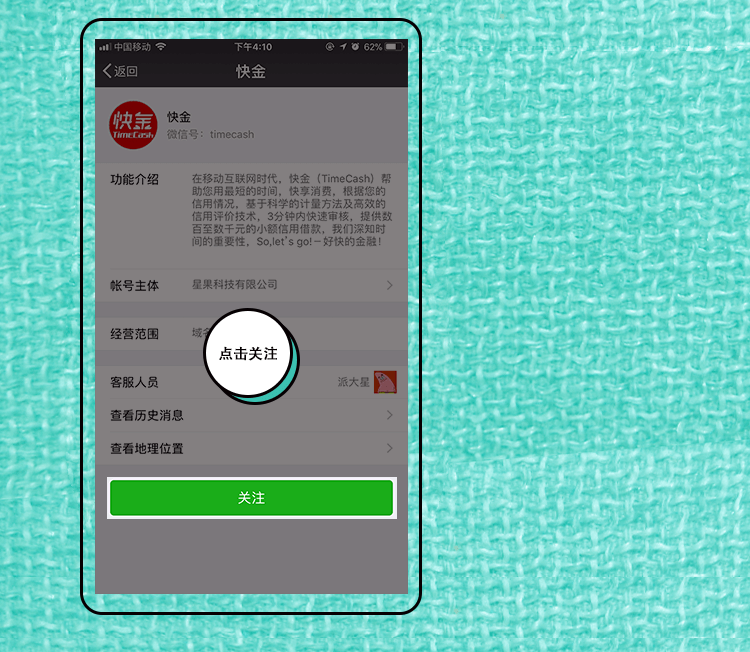 中国移动
下午4:10
62%
返回
快金
快金
TimeCash
快金
微信号：timecash
功能介绍
在移动互联网时代，快金（TimeCash）帮
助您用最短的时间，快享消费，根据您的
信用情况，基于科学的计量方法及高效的
信用评价技术，3分钟内快速审核，提供数
百至数千元的小额信用借款，我们深知时
间的重要性，So,let's go!－好快的金融！
帐号主体
星果科技有限公司
经营范围
点击关注
客服人员
派大星
查看历史消息
查看地理位置
关注